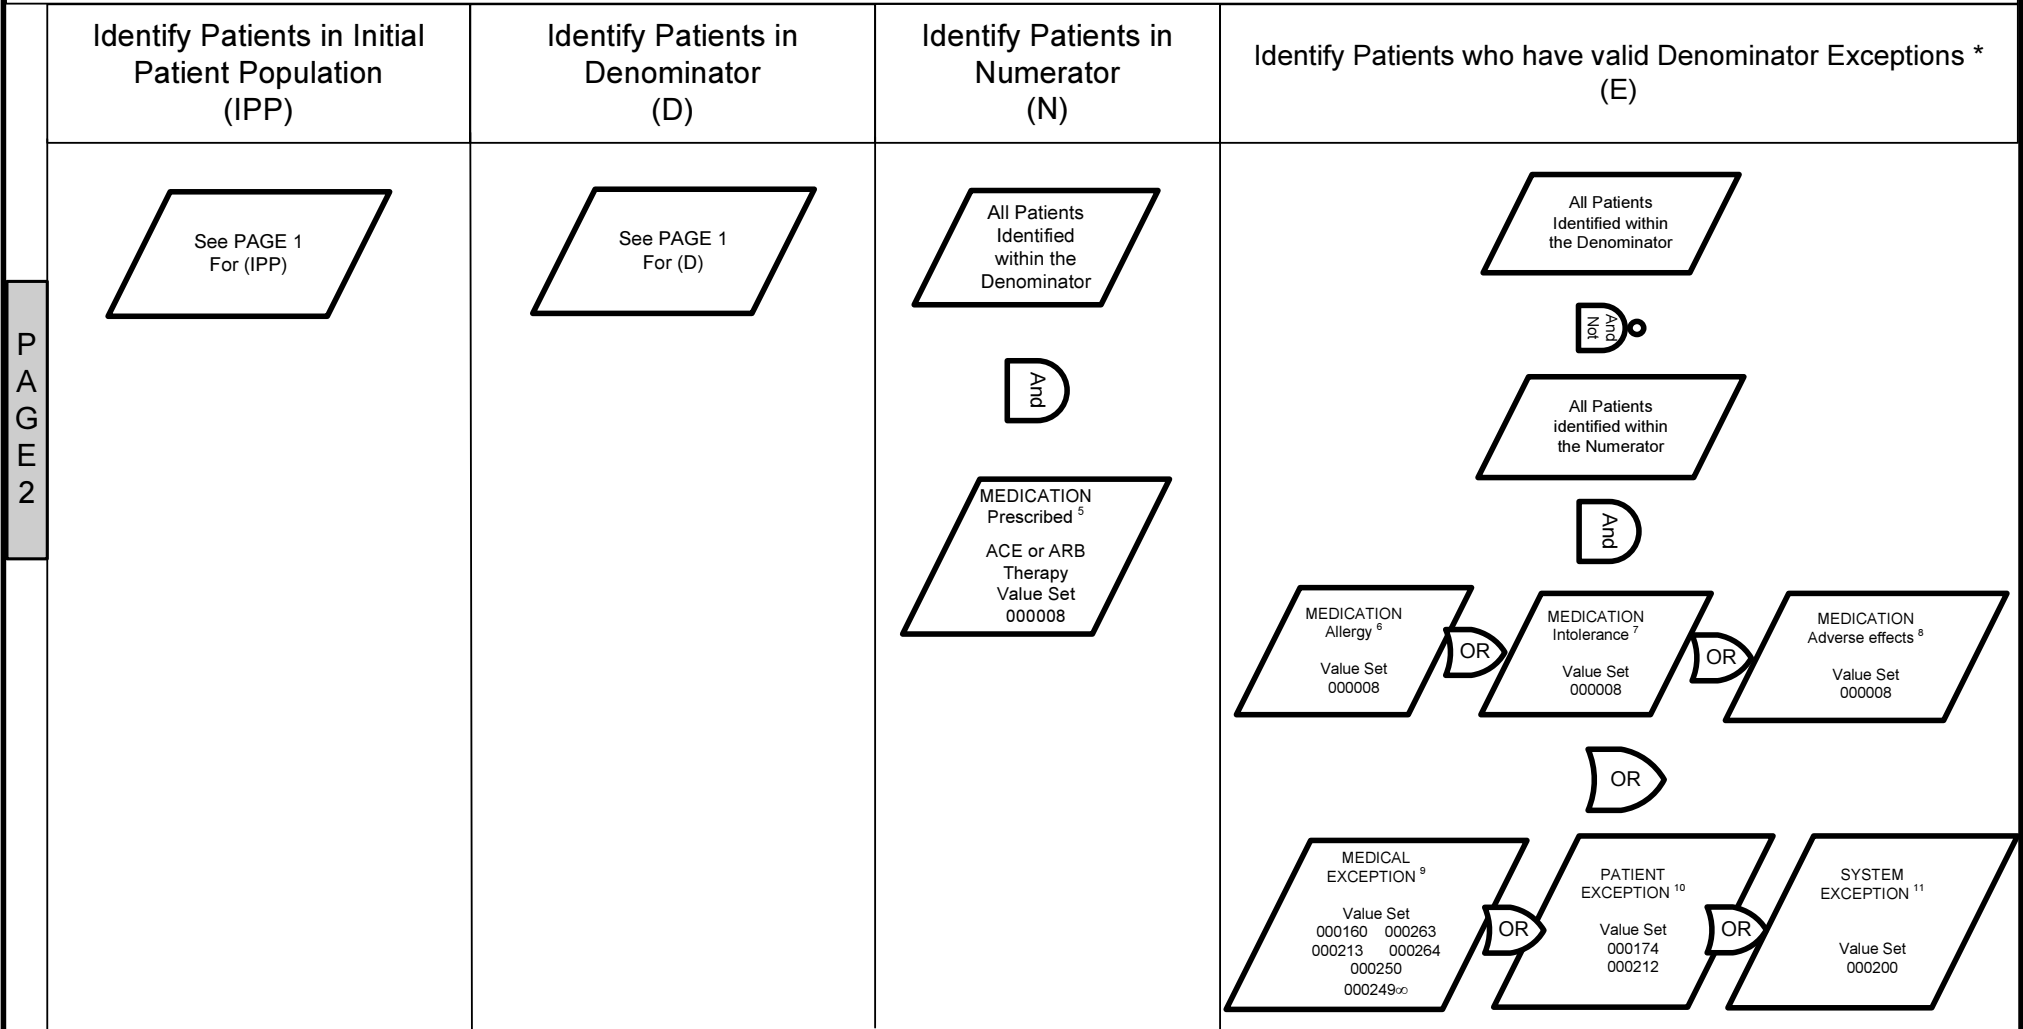 Identify Patients in Initial
Patient Population
(IPP)
Identify Patients in
Denominator
(D)
Identify Patients in
Numerator
(N)
Identify Patients who have valid Denominator Exceptions *
(E)
P
A
G
E
2
See PAGE 1
For (IPP)
See PAGE 1
For (D)
All Patients
Identified
within the
Denominator
And
MEDICATION
Prescribed 5
ACE or ARB
Therapy
Value Set
000008
All Patients
Identified within
the Denominator
And
Not
All Patients
identified within
the Numerator
And
MEDICATION
Allergy 6
Value Set
000008
OR
MEDICATION
Intolerance 7
Value Set
000008
OR
MEDICATION
Adverse effects 8
Value Set
000008
OR
MEDICAL
EXCEPTION 9
Value Set
000160 000263
000213 000264
000250
000249∞
OR
PATIENT
EXCEPTION 10
Value Set
000174
000212
OR
SYSTEM
EXCEPTION 11
Value Set
000200